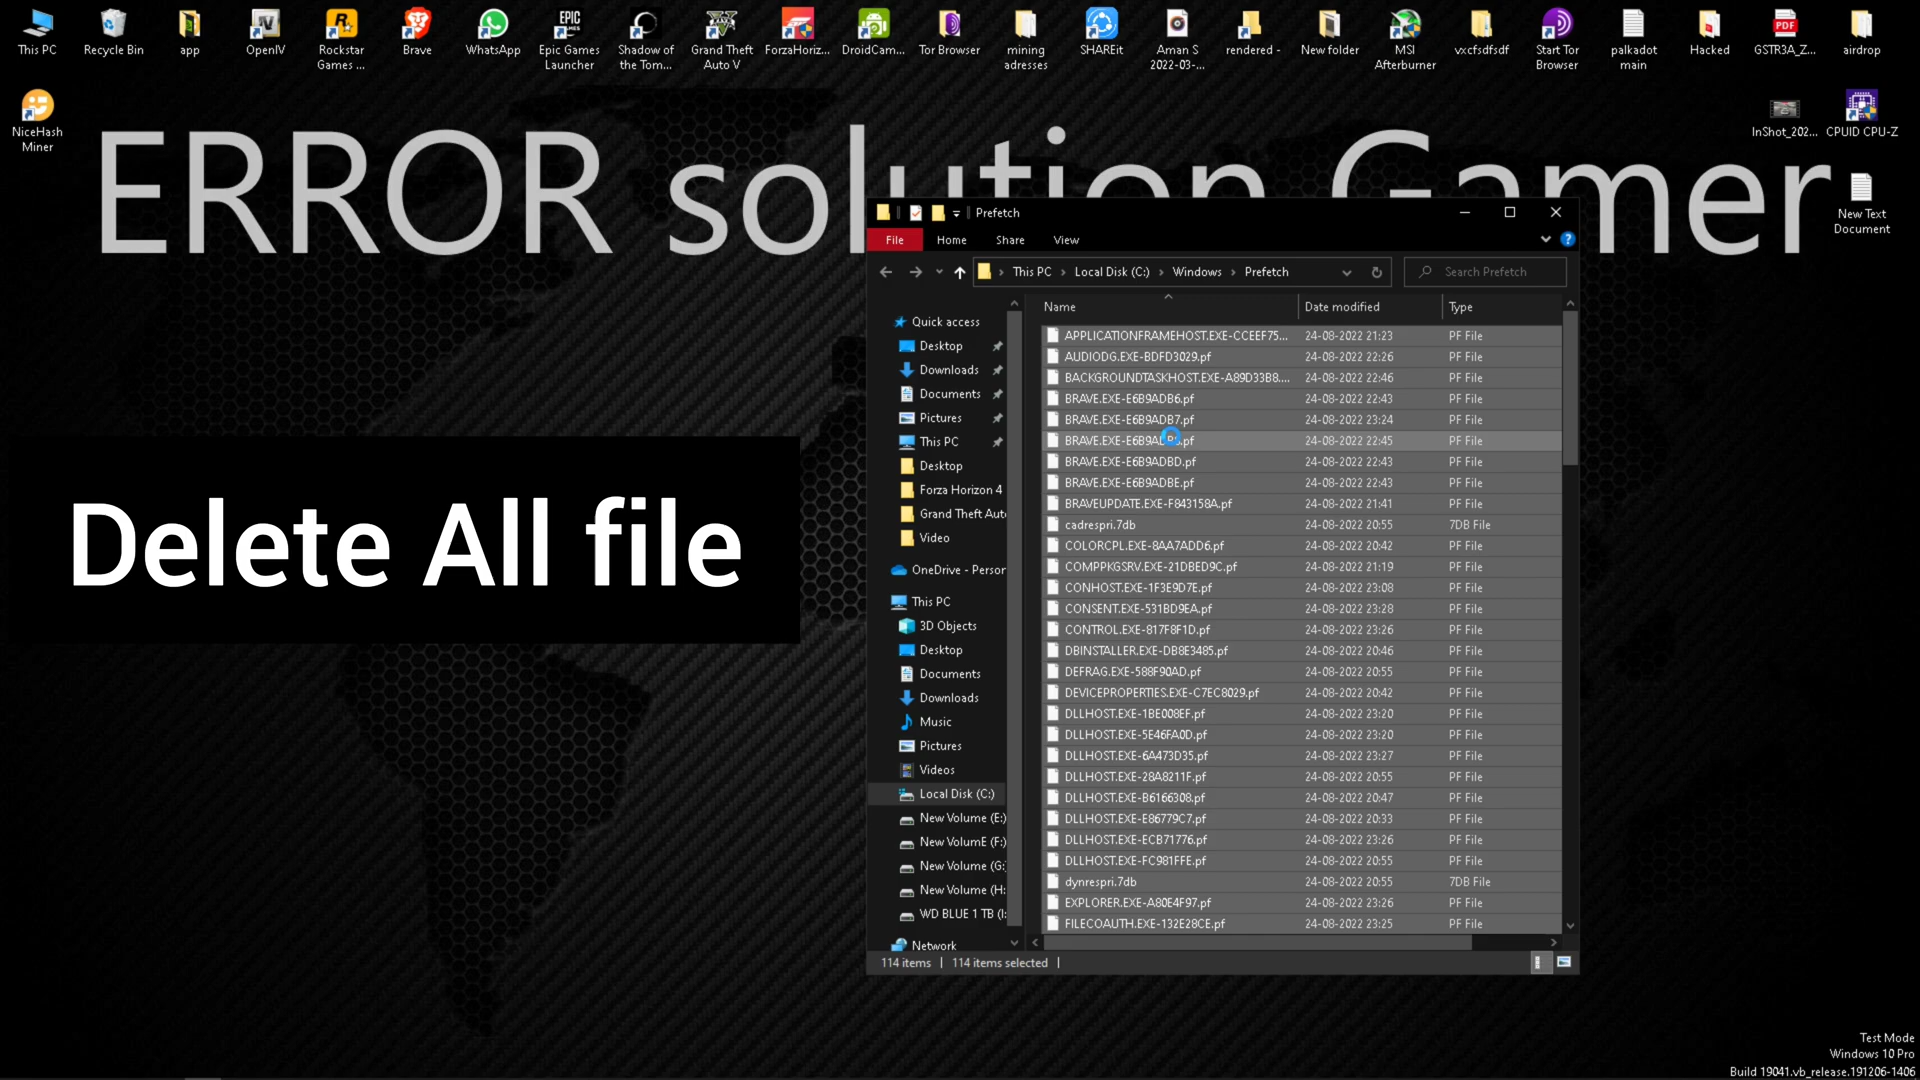 This PC
Recycle Bin
app
OpenIV
Rockstar
Games ...
Brave
WhatsApp
Epic Games
Launcher
Shadow of
the Tom...
Grand Theft
Auto V
ForzaHoriz...
DroidCam...
Tor Browser
mining
adresses
SHAREit
Aman S
2022-03-...
rendered -
New folder
MSI
Afterburner
vxcfsdfsdf
Start Tor
Browser
palkadot
main
Hacked
GSTR3A_Z...
airdrop
NiceHash
Miner
InShot_202...
CPUID CPU-Z
New Text
Document
ERROR solution Gamer
Delete All file
Prefetch
File
Home
Share
View
This PC
Local Disk (C:)
Windows
Prefetch
Search Prefetch
Quick access
Desktop
Downloads
Documents
Pictures
This PC
Desktop
Forza Horizon 4
Grand Theft Aut
Video
OneDrive - Person
This PC
3D Objects
Desktop
Documents
Downloads
Music
Pictures
Videos
Local Disk (C:)
New Volume (E:)
New VolumE (F:)
New Volume (G:
New Volume (H:
WD BLUE 1 TB (I:
Network
Name Date modified Type
APPLICATIONFRAMEHOST.EXE-CCEEF75... 24-08-2022 21:23 PF File
AUDIODG.EXE-BDFD3029.pf 24-08-2022 22:26 PF File
BACKGROUNDTASKHOST.EXE-A89D33B8.... 24-08-2022 22:46 PF File
BRAVE.EXE-E6B9ADB6.pf 24-08-2022 22:43 PF File
BRAVE.EXE-E6B9ADB7.pf 24-08-2022 23:24 PF File
24-08-2022 22:45 PF File
BRAVE.EXE-E6B9ADBD.pf 24-08-2022 22:43 PF File
BRAVE.EXE-E6B9ADBE.pf 24-08-2022 22:43 PF File
BRAVEUPDATE.EXE-F843158A.pf 24-08-2022 21:41 PF File
cadrespri.7db 24-08-2022 20:55 7DB File
COLORCPL.EXE-8AA7ADD6.pf 24-08-2022 20:42 PF File
COMPPKGSRV.EXE-21DBED9C.pf 24-08-2022 21:19 PF File
CONHOST.EXE-1F3E9D7E.pf 24-08-2022 23:08 PF File
CONSENT.EXE-531BD9EA.pf 24-08-2022 23:28 PF File
CONTROL.EXE-817F8F1D.pf 24-08-2022 23:26 PF File
DBINSTALLER.EXE-DB8E3485.pf 24-08-2022 20:46 PF File
DEFRAG.EXE-588F90AD.pf 24-08-2022 20:55 PF File
DEVICEPROPERTIES.EXE-C7EC8029.pf 24-08-2022 20:42 PF File
DLLHOST.EXE-1BE008EF.pf 24-08-2022 23:20 PF File
DLLHOST.EXE-5E46FA0D.pf 24-08-2022 23:20 PF File
DLLHOST.EXE-6A473D35.pf 24-08-2022 23:27 PF File
DLLHOST.EXE-28A8211F.pf 24-08-2022 20:55 PF File
DLLHOST.EXE-B6166308.pf 24-08-2022 20:47 PF File
DLLHOST.EXE-E86779C7.pf 24-08-2022 20:33 PF File
DLLHOST.EXE-ECB71776.pf 24-08-2022 23:26 PF File
DLLHOST.EXE-FC981FFE.pf 24-08-2022 20:55 PF File
dynrespri.7db 24-08-2022 20:55 7DB File
EXPLORER.EXE-A80E4F97.pf 24-08-2022 23:26 PF File
FILECOAUTH.EXE-132E28CE.pf 24-08-2022 23:25 PF File
114 items
114 items selected
Test Mode
Windows 10 Pro
Build 19041.vb_release.191206-1406